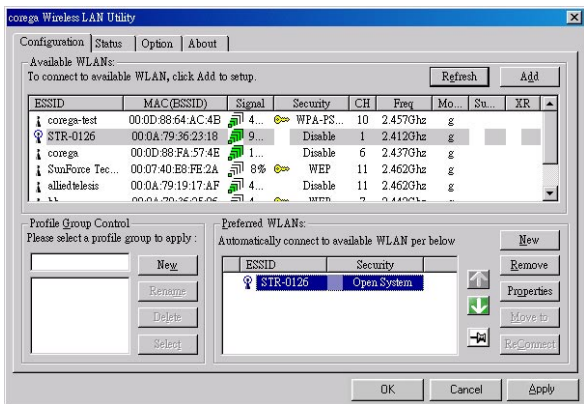 corega Wireless LAN Utility
Configuration Status Option About
Available WLANs:
To connect to available WLAN, click Add to setup.
Refresh Add
ESSID MAC(BSSID) Signal Security CH Freq Mo... Su... XR
corega-test 00:0D:88:64:AC:4B 4... WPA-PS... 10 2.457Ghz g
STR-0126 00:0A:79:36:23:18 9... Disable 1 2.412Ghz g
corega 00:0D:88:FA:57:4E 1... Disable 6 2.437Ghz g
SunForce Tec... 00:07:40:E8:FE:2A 8% WEP 11 2.462Ghz g
alliedtelesis 00:0A:79:19:17:AF 4... Disable 11 2.462Ghz g
Profile Group Control
Please select a profile group to apply :
New
Rename
Delete
Select
Preferred WLANs:
Automatically connect to available WLAN per below
ESSID Security
STR-0126 Open System
New
Remove
Properties
Move to
ReConnect
OK Cancel Apply